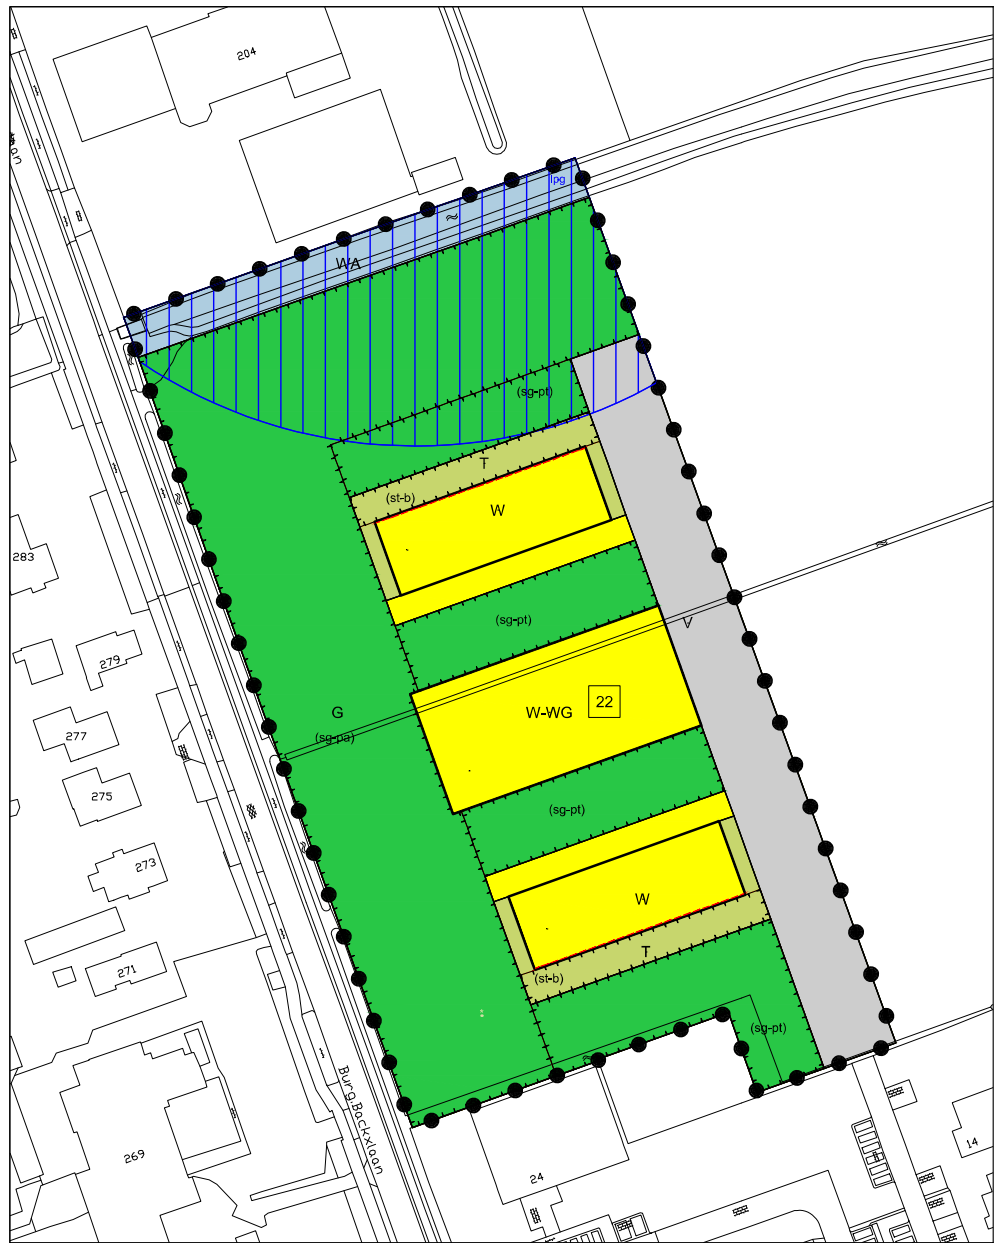 204
lpg
WA
(sg-pt)
T
(st-b)
W
283
(sg-pt)
V
279
22
W-WG
G
277
(sg-pa)
275
(sg-pt)
273
W
T
271
(st-b)
(sg-pt)
Burg.Backxlaan
14
269
24